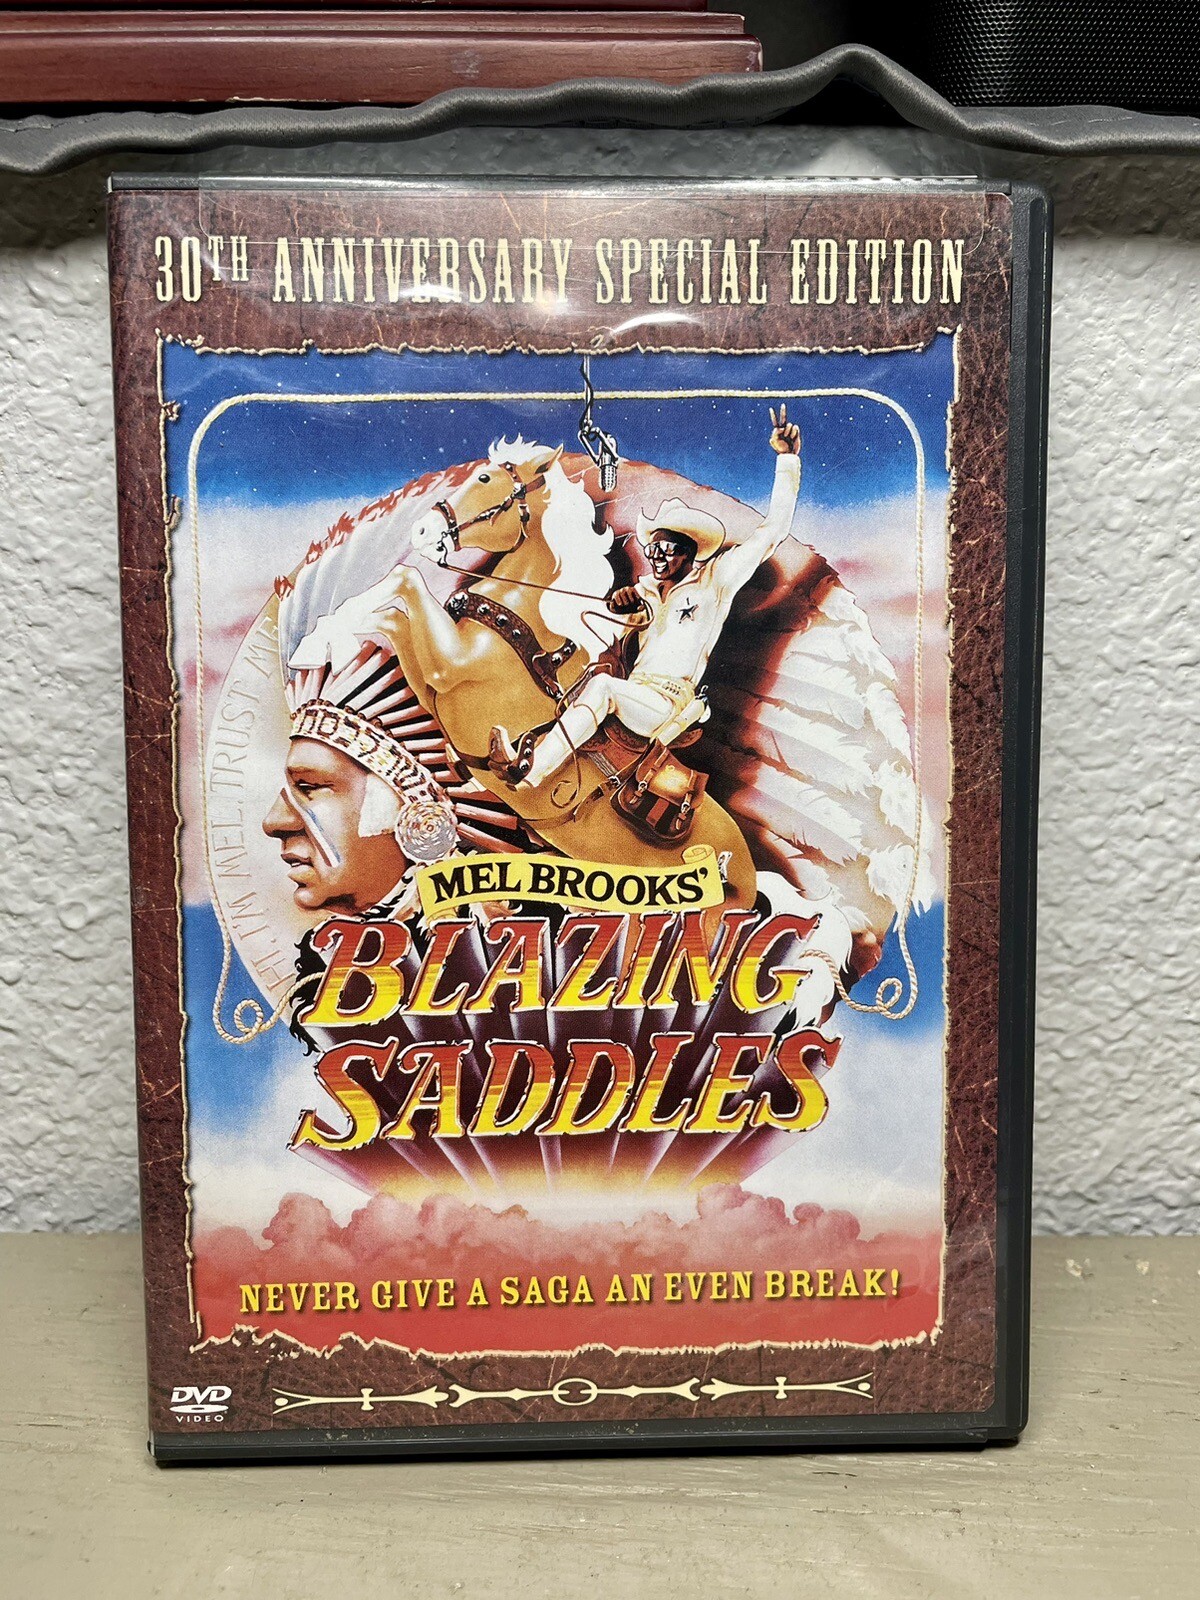 30TH ANNIVERSARY SPECIAL EDITION
HI, I'M MEL, TRUST ME
MEL BROOKS'
BLAZING
SADDLES
NEVER GIVE A SAGA AN EVEN BREAK!
DVD
VIDEO